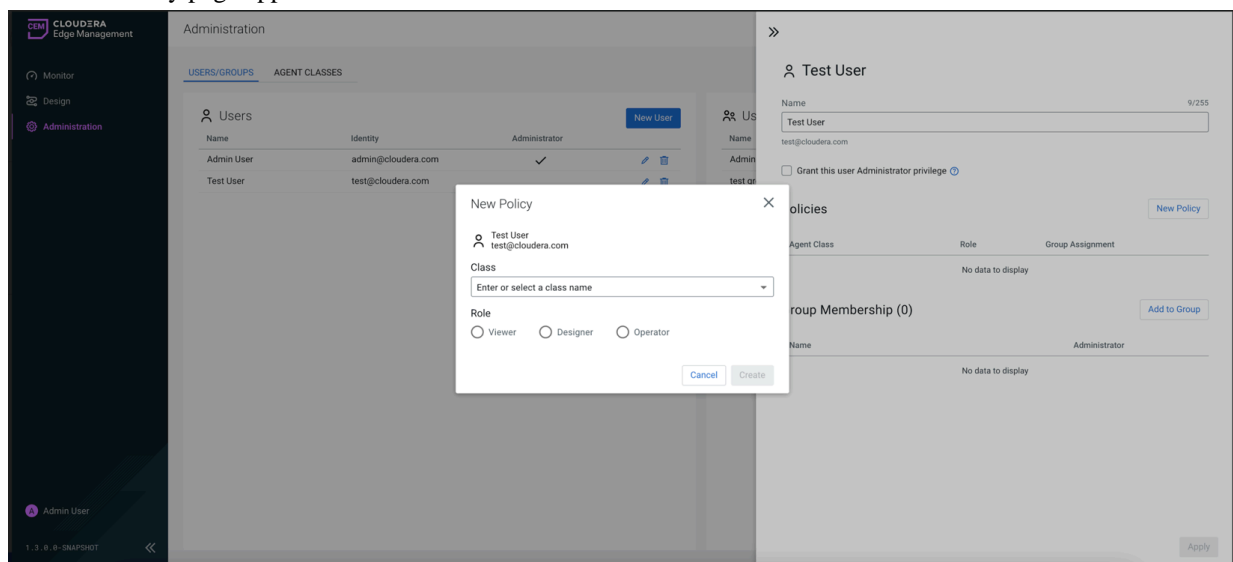 CEM CLOUDERA
Edge Management
Administration
Monitor
Design
Administration
USERS/GROUPS AGENT CLASSES
Users
New User
Name Identity Administrator
Admin User admin@cloudera.com
Test User test@cloudera.com
Us
Name
Admin
test gr
Test User
Name 9/255
Test User
test@cloudera.com
Grant this user Administrator privilege
olicies
New Policy
Agent Class Role Group Assignment
No data to display
roup Membership (0)
Add to Group
Name Administrator
No data to display
Apply
New Policy
Test User
test@cloudera.com
Class
Enter or select a class name
Role
Viewer Designer Operator
Cancel Create
A Admin User
1.3.0.0-SNAPSHOT